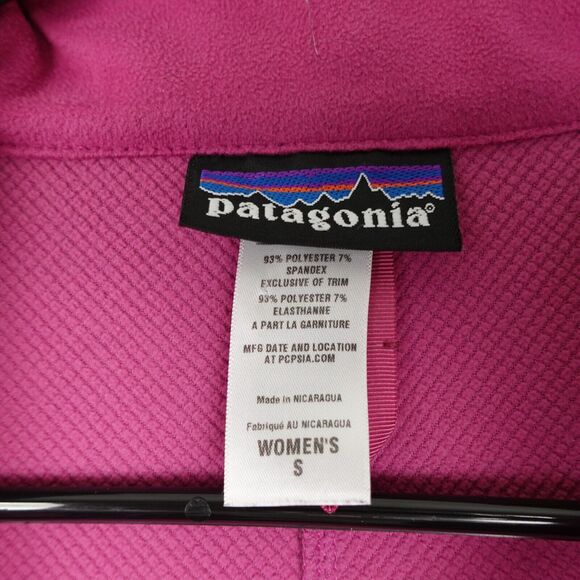 patagonia®
93% POLYESTER 7%
SPANDEX
EXCLUSIVE OF TRIM
93% POLYESTER 7%
ELASTHANNE
A PART LA GARNITURE
MFG DATE AND LOCATION
AT PCPSIA.COM
Made in NICARAGUA
Fabriqué AU NICARAGUA
WOMEN'S
S